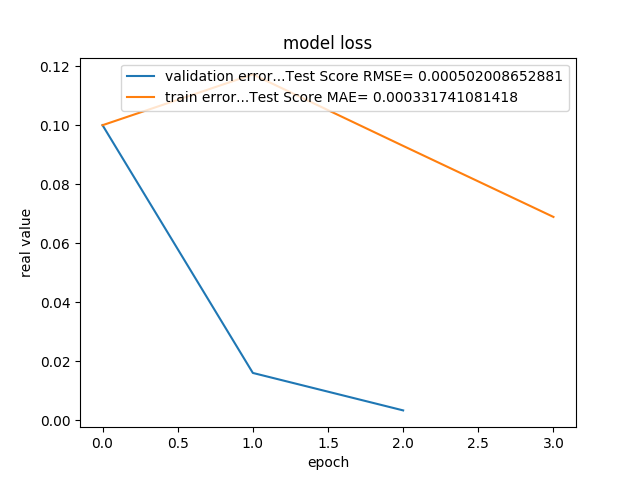 model loss
validation error...Test Score RMSE= 0.000502008652881
train error...Test Score MAE= 0.000331741081418
0.12
0.10
0.08
0.06
0.04
0.02
0.00
real value
0.0 0.5 1.0 1.5 2.0 2.5 3.0
epoch